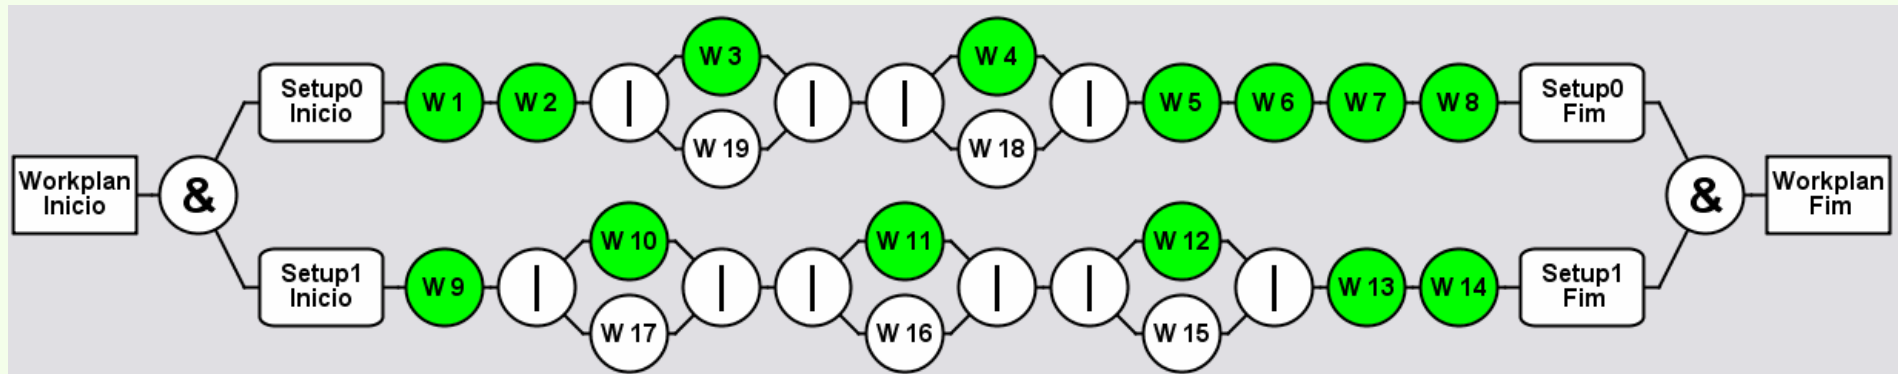 Workplan
Inicio
&
Setup0
Inicio
W 1
W 2
|
W 3
W 19
|
|
W 4
W 18
|
W 5
W 6
W 7
W 8
Setup0
Fim
Setup1
Inicio
W 9
|
W 10
W 17
|
|
W 11
W 16
|
|
W 12
W 15
|
W 13
W 14
Setup1
Fim
&
Workplan
Fim